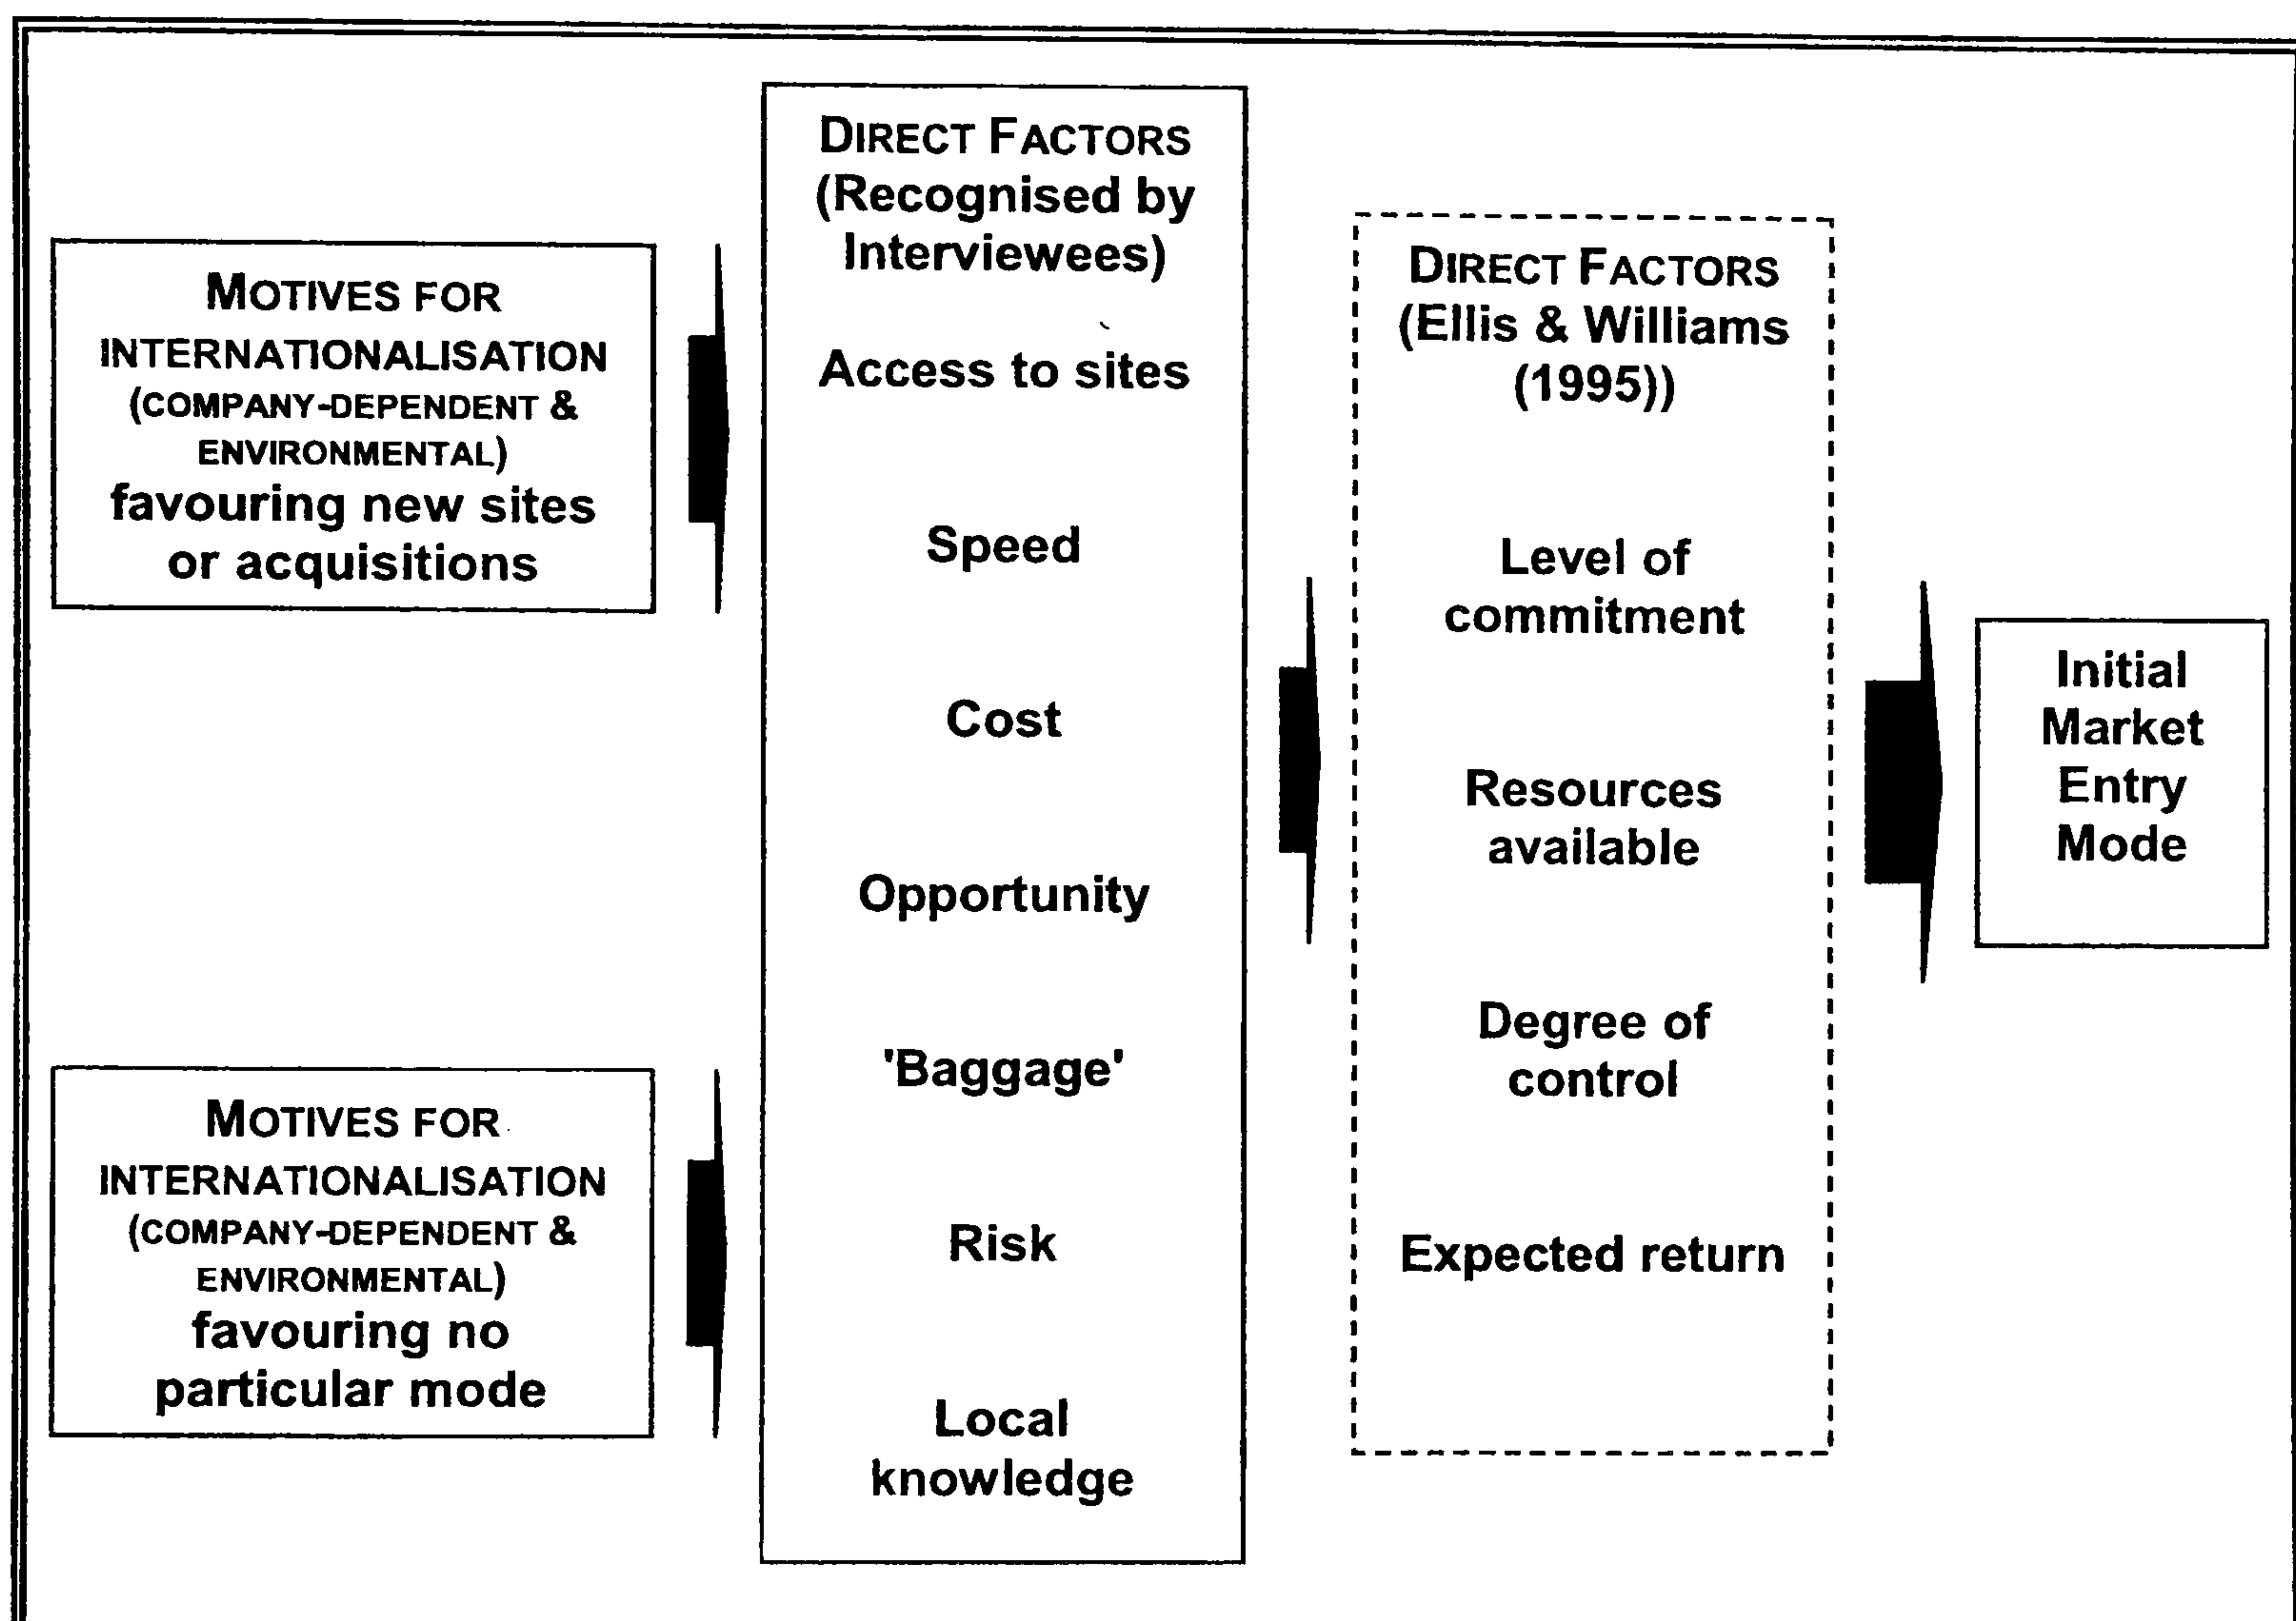 MOTIVES FOR
INTERNATIONALISATION
(COMPANY-DEPENDENT &
ENVIRONMENTAL)
favouring new sites
or acquisitions
MOTIVES FOR
INTERNATIONALISATION
(COMPANY-DEPENDENT &
ENVIRONMENTAL)
favouring no
particular mode
DIRECT FACTORS
(Recognised by
Interviewees)
Access to sites
Speed
Cost
Opportunity
'Baggage'
Risk
Local
knowledge
DIRECT FACTORS
(Ellis & Williams
(1995))
Level of
commitment
Resources
available
Degree of
control
Expected return
Initial
Market
Entry
Mode